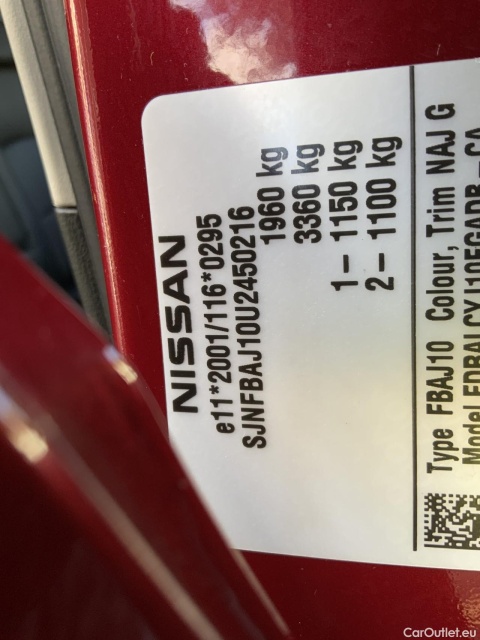 NISSAN
e11*2001/116*0295
SJNFBAJ10U2450216
1960 kg
3360 kg
1– 1150 kg
2– 1100 kg
Type FBAJ10 Colour, Trim NAJ G
Model
CarOutlet.eu